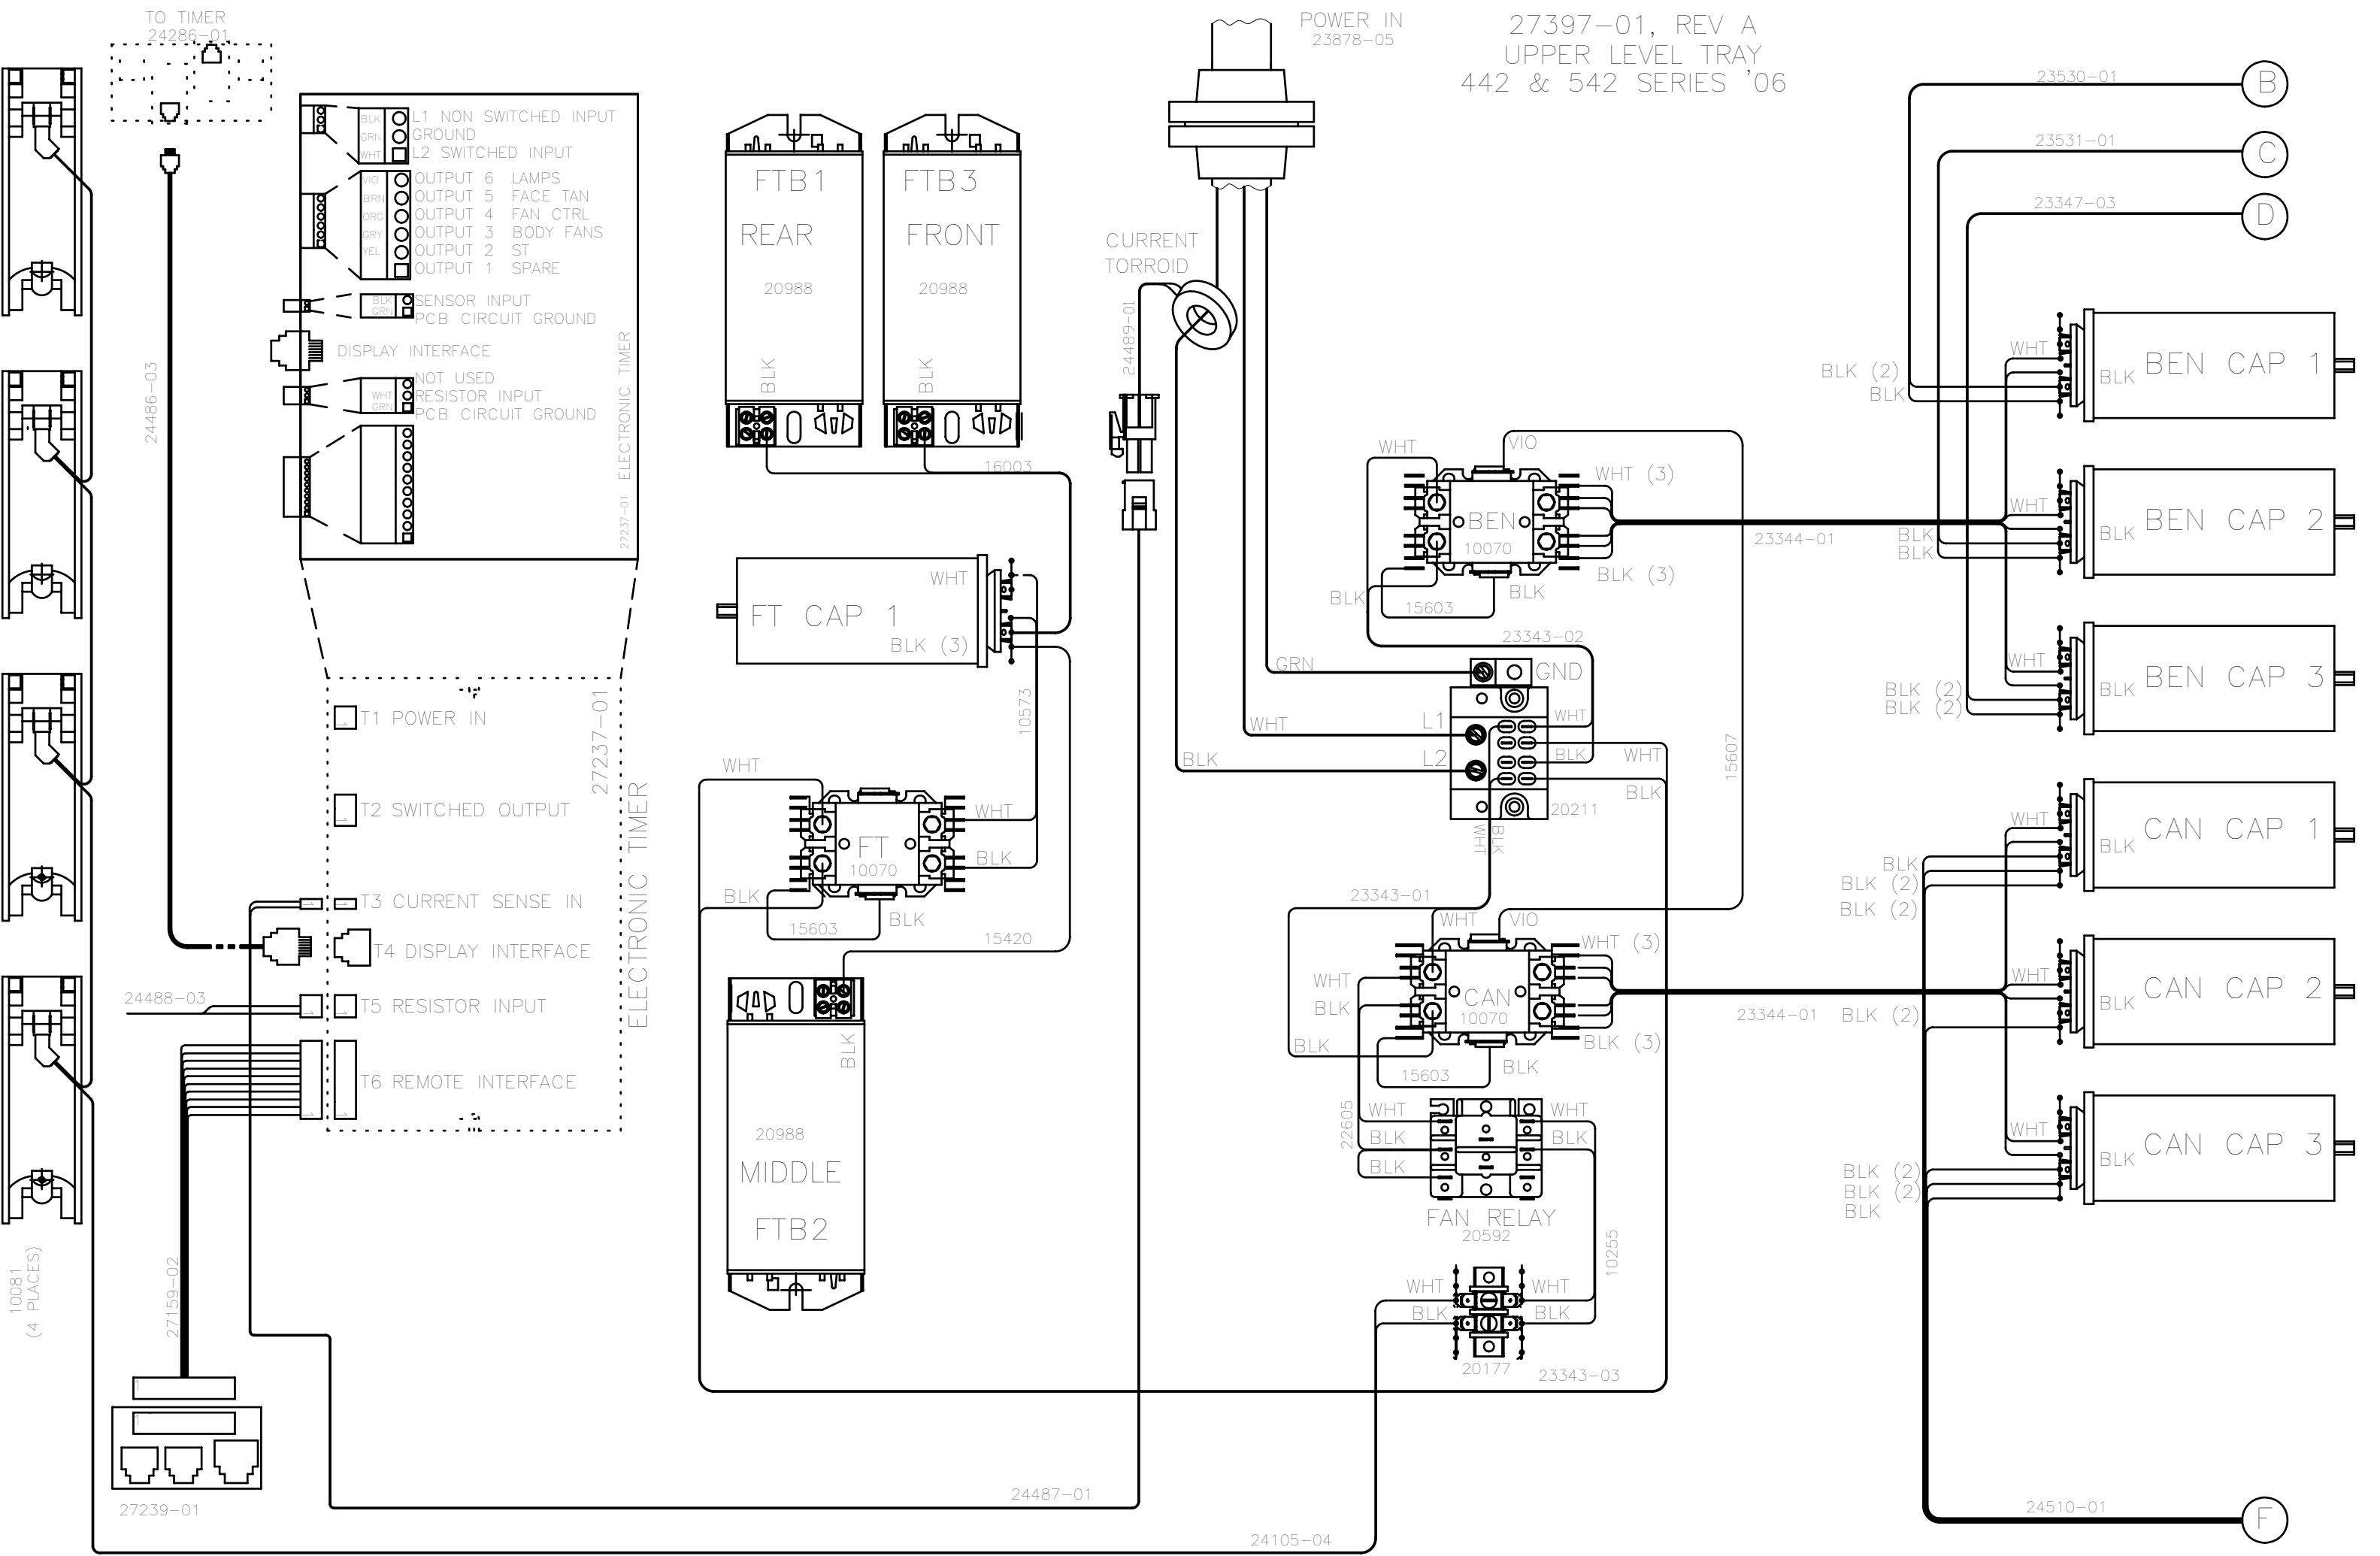 TO TIMER
24286-01
POWER IN
23878-05
27397-01, REV A
UPPER LEVEL TRAY
442 & 542 SERIES '06
BLK
GRN
WHT
L1 NON SWITCHED INPUT
GROUND
L2 SWITCHED INPUT
VIO
BRN
ORG
GRY
YEL
OUTPUT 6 LAMPS
OUTPUT 5 FACE TAN
OUTPUT 4 FAN CTRL
OUTPUT 3 BODY FANS
OUTPUT 2 ST
OUTPUT 1 SPARE
BLK
GRN
SENSOR INPUT
PCB CIRCUIT GROUND
DISPLAY INTERFACE
WHT
GRN
NOT USED
RESISTOR INPUT
PCB CIRCUIT GROUND
27237-01 ELECTRONIC TIMER
24486-03
T1 POWER IN
T2 SWITCHED OUTPUT
T3 CURRENT SENSE IN
T4 DISPLAY INTERFACE
T5 RESISTOR INPUT
T6 REMOTE INTERFACE
27237-01
ELECTRONIC TIMER
24488-03
10081
(4 PLACES)
27159-02
27239-01
FTB1
REAR
20988
BLK
FTB3
FRONT
20988
BLK
16003
WHT
FT CAP 1
BLK (3)
10573
WHT
WHT
FT
10070
BLK
BLK
15603
BLK
15420
BLK
20988
MIDDLE
FTB2
CURRENT
TORROID
24489-01
24487-01
24105-04
WHT
VIO
WHT (3)
BEN
10070
BLK (3)
BLK
15603
BLK
23344-01
23343-02
GRN
GND
WHT
L1
WHT
BLK
L2
BLK
WHT
BLK
20211
WHT
BLK
15607
23343-01
WHT
VIO
WHT (3)
WHT
BLK
CAN
10070
BLK
BLK (3)
15603
BLK
23344-01
22605
WHT
BLK
BLK
WHT
BLK
FAN RELAY
20592
10255
WHT
BLK
WHT
BLK
20177
23343-03
23530-01
B
23531-01
C
23347-03
D
WHT
BLK (2)
BLK
BLK
BEN CAP 1
WHT
BLK
BLK
BLK
BEN CAP 2
WHT
BLK (2)
BLK (2)
BLK
BEN CAP 3
WHT
BLK
BLK (2)
BLK (2)
BLK
CAN CAP 1
WHT
BLK (2)
BLK
CAN CAP 2
WHT
BLK (2)
BLK (2)
BLK
BLK
CAN CAP 3
24510-01
F